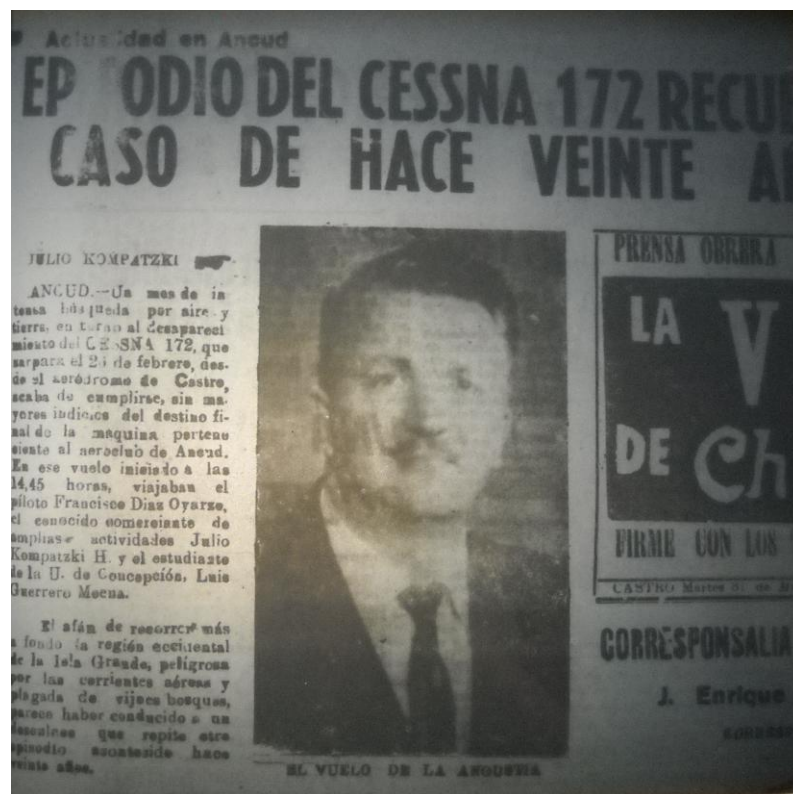 Actualidad en Ancud
EP ODIO DEL CESSNA 172 RECUE
CASO DE HACE VEINTE A
JULIO KOMPATZKI
ANCUD.—Un mes de in
tensa búsqueda por aire y
tierra, en torno al desapareci
miento del CESSNA 172, que
zarpara el 2 de febrero, des-
de el aeródromo de Castro,
acaba de cumplirse, sin ma-
yores indicios del destino fi-
nal de la maquina pertene
ciente al aeroclub de Ancud.
En ese vuelo iniciado a las
14,45 horas, viajaban el
piloto Francisco Diaz Oyarzo,
el conocido comerciante de
amplias actividades Julio
Kompatzki H. y el estudiante
de la U. de Concepción, Luis
Guerrero Mocna.
El afán de recorrer más
a fondo la región occidental
de la Isla Grande, peligrosa
por las corrientes aéreas y
plagada de viejos bosques,
parece haber conducido a un
desenlace que repite otro
episodio acontecido hace
veinte años.
EL VUELO DE LA ANGUSTIA
PRENSA OBRERA
LA V
DE Ch
FIRME CON LOS
CASTRO Martes 31 de M
CORRESPONSALIA
J. Enrique